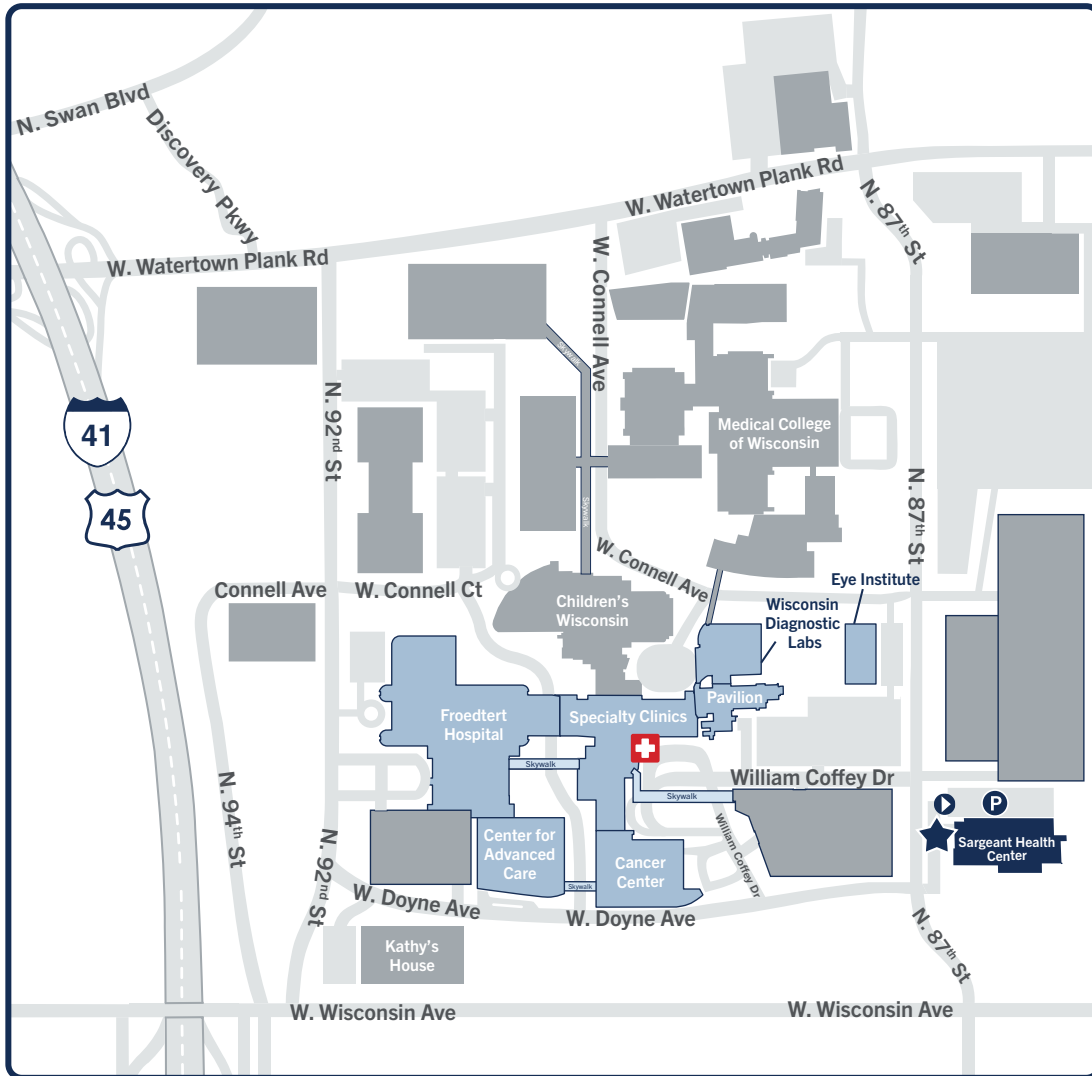 N. Swan Blvd
Discovery Pkwy
W. Watertown Plank Rd
N. 87th St
W. Watertown Plank Rd
W. Connell Ave
Skywalk
N. 92nd St
41
45
Medical College
of Wisconsin
N. 87th St
Skywalk
W. Connell Ave
Connell Ave
W. Connell Ct
Children's
Wisconsin
Eye Institute
Wisconsin
Diagnostic
Labs
Froedtert
Hospital
Specialty Clinics
Pavilion
Skywalk
William Coffey Dr
Skywalk
N. 94th St
N. 92nd St
Center for
Advanced
Care
Cancer
Center
William Coffey Dr
P
Sargeant Health
Center
Skywalk
W. Doyne Ave
W. Doyne Ave
N. 87th St
Kathy's
House
W. Wisconsin Ave
W. Wisconsin Ave